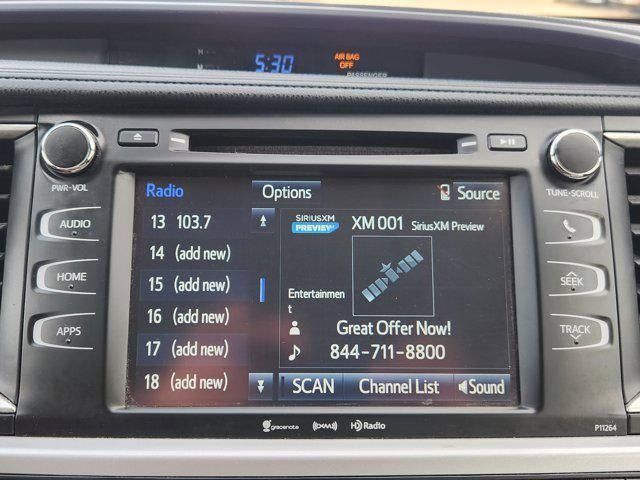 H
M
5:30
AIR BAG
OFF
PASSENGER
PWR•VOL
TUNE•SCROLL
AUDIO
HOME
APPS
SEEK
TRACK
Radio
Options
Source
13 103.7
14 (add new)
15 (add new)
16 (add new)
17 (add new)
18 (add new)
SIRIUSXM
PREVIEW
XM 001 SiriusXM Preview
Entertainmen
t
Great Offer Now!
844-711-8800
SCAN
Channel List
Sound
gracenote
((XM))
HD Radio
P11264